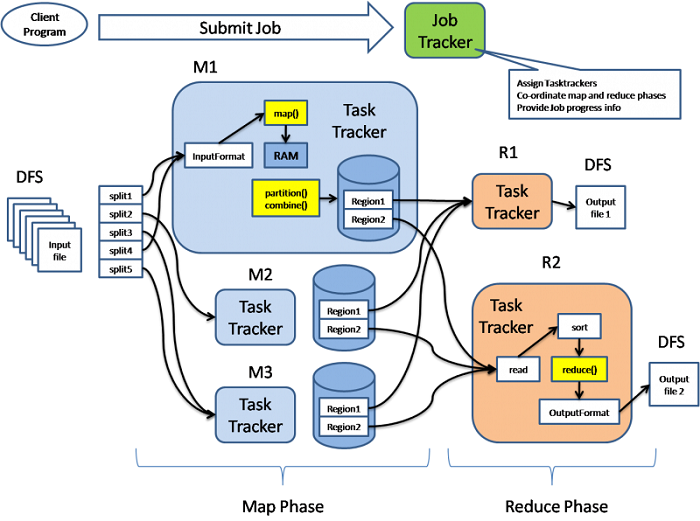 Client
Program
Submit Job
Job
Tracker
Assign Tasktrackers
Co-ordinate map and reduce phases
Provide Job progress info
M1
map()
Task
Tracker
InputFormat
RAM
partition()
combine()
Region1
Region2
DFS
Input
file
split1
split2
split3
split4
split5
M2
Task
Tracker
Region1
Region2
M3
Task
Tracker
Region1
Region2
R1
Task
Tracker
DFS
Output
file 1
R2
Task
Tracker
sort
read
reduce()
OutputFormat
DFS
Output
file 2
Map Phase
Reduce Phase